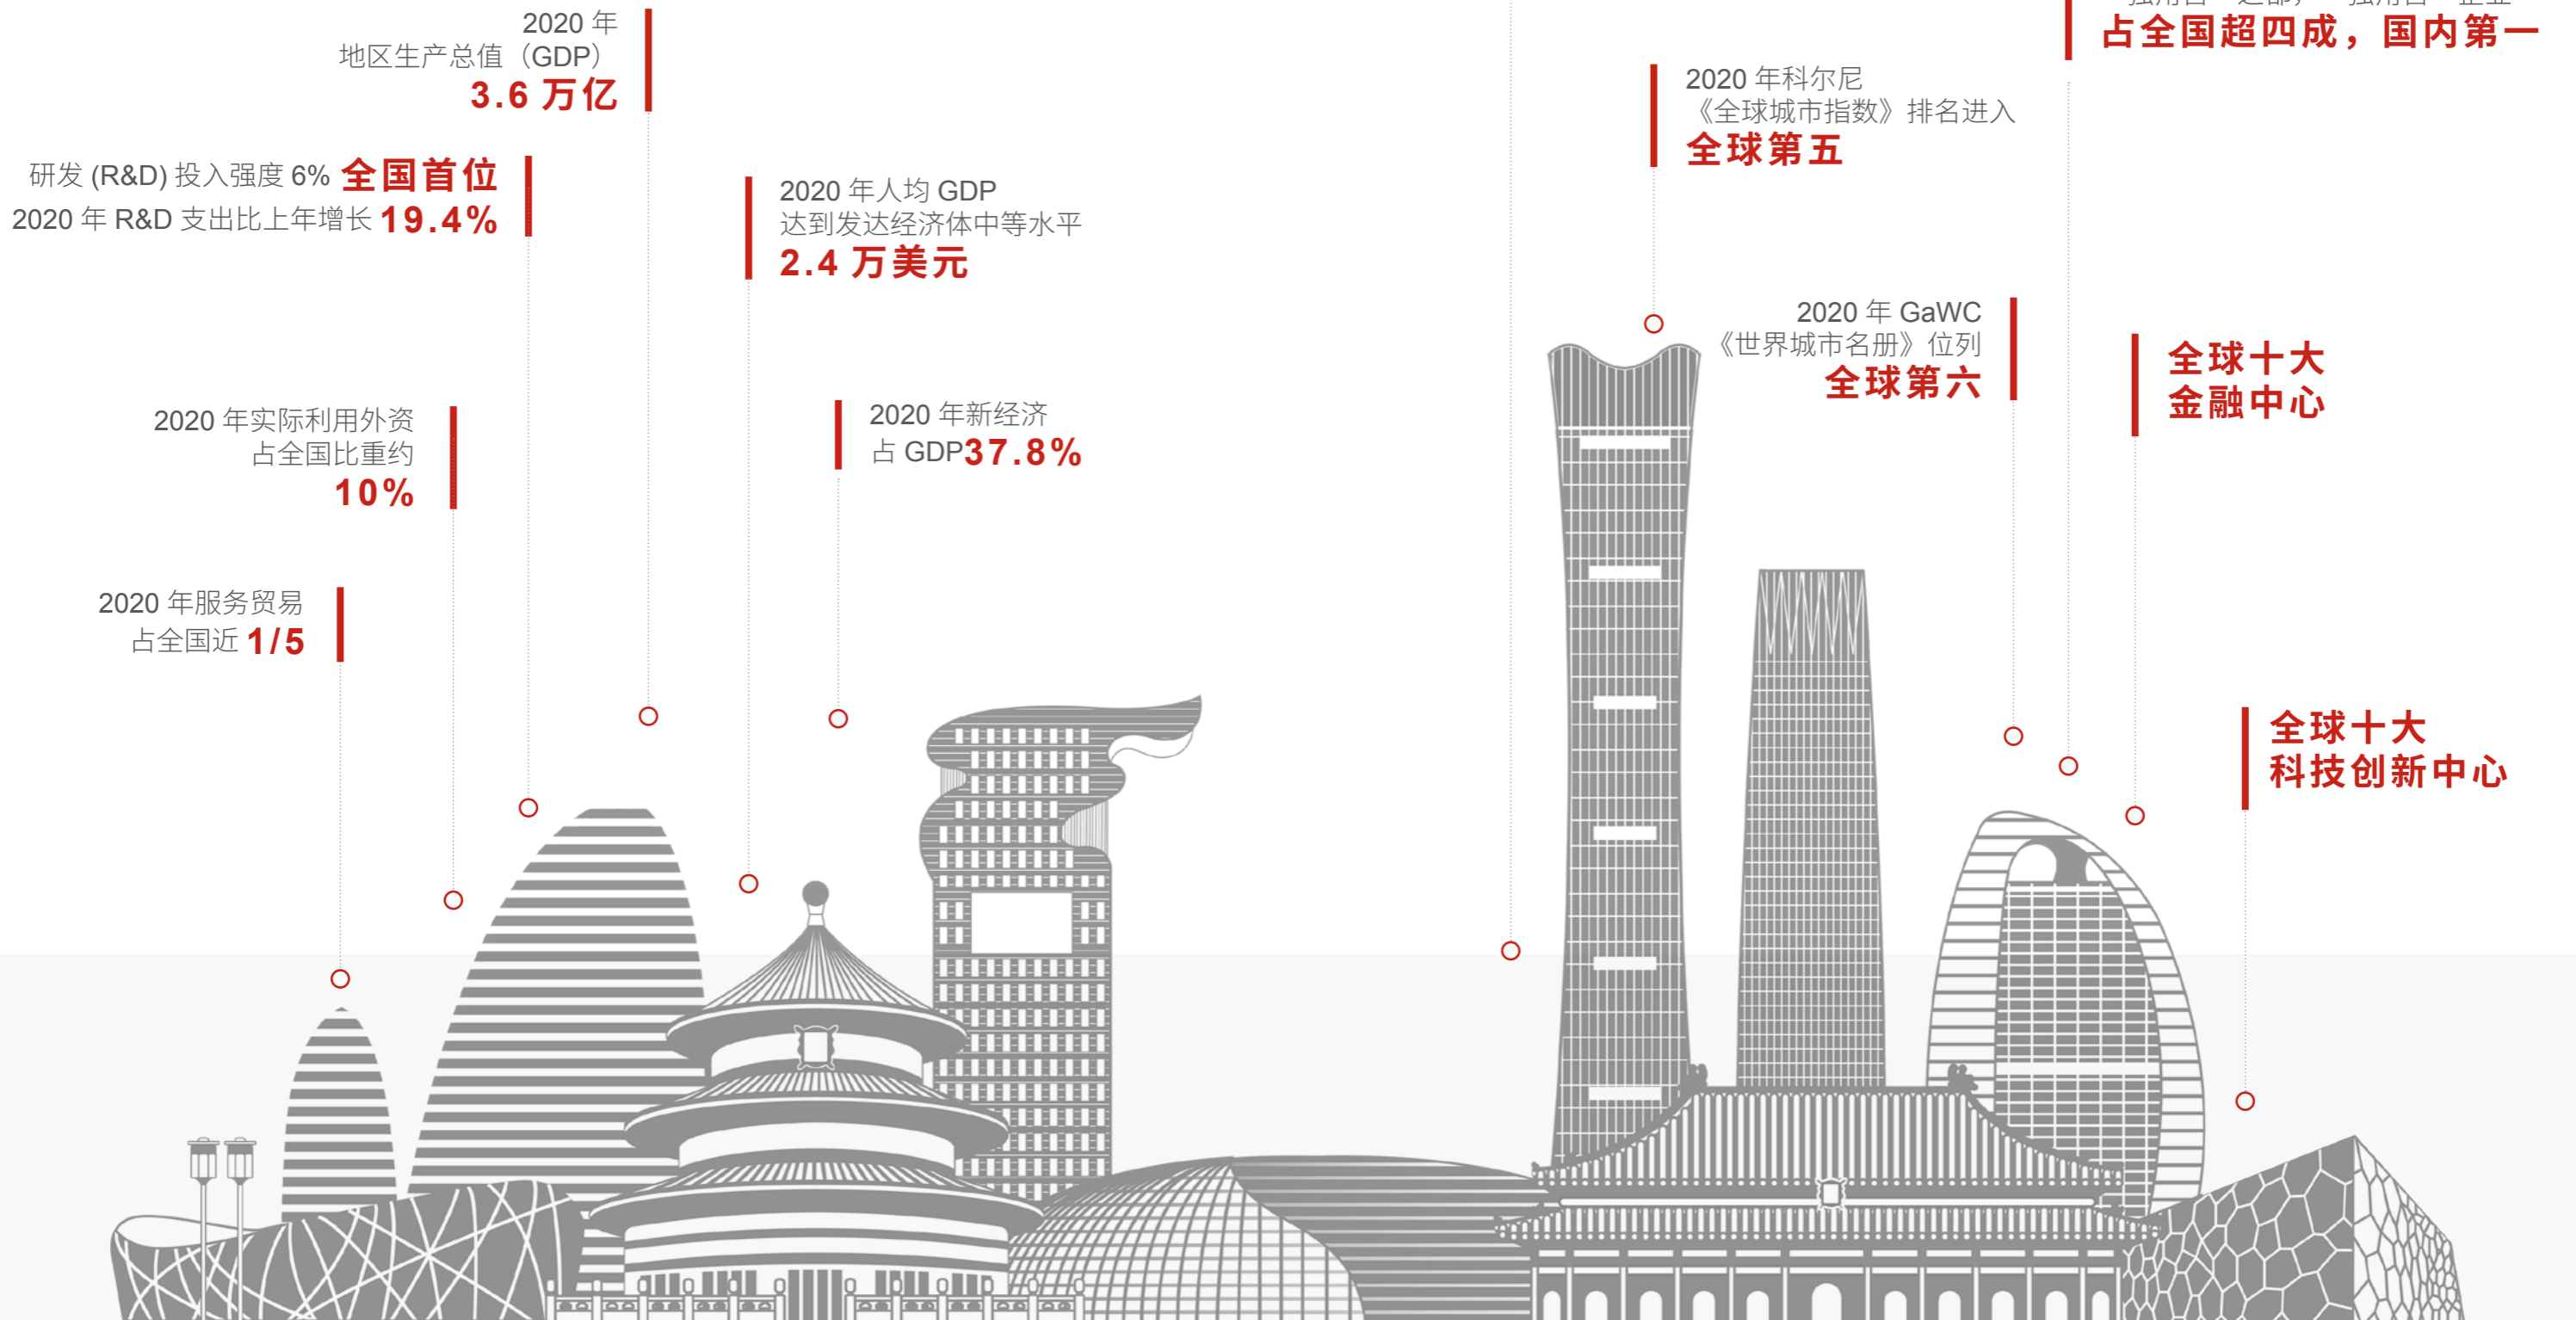 2020 年
地区生产总值（GDP）
3.6 万亿
研发 (R&D) 投入强度 6% 全国首位
2020 年 R&D 支出比上年增长 19.4%
2020 年人均 GDP
达到发达经济体中等水平
2.4 万美元
2020 年实际利用外资
占全国比重约
10%
2020 年新经济
占 GDP37.8%
2020 年服务贸易
占全国近 1/5
占全国超四成，国内第一
2020 年科尔尼
《全球城市指数》排名进入
全球第五
2020 年 GaWC
《世界城市名册》位列
全球第六
全球十大
金融中心
全球十大
科技创新中心